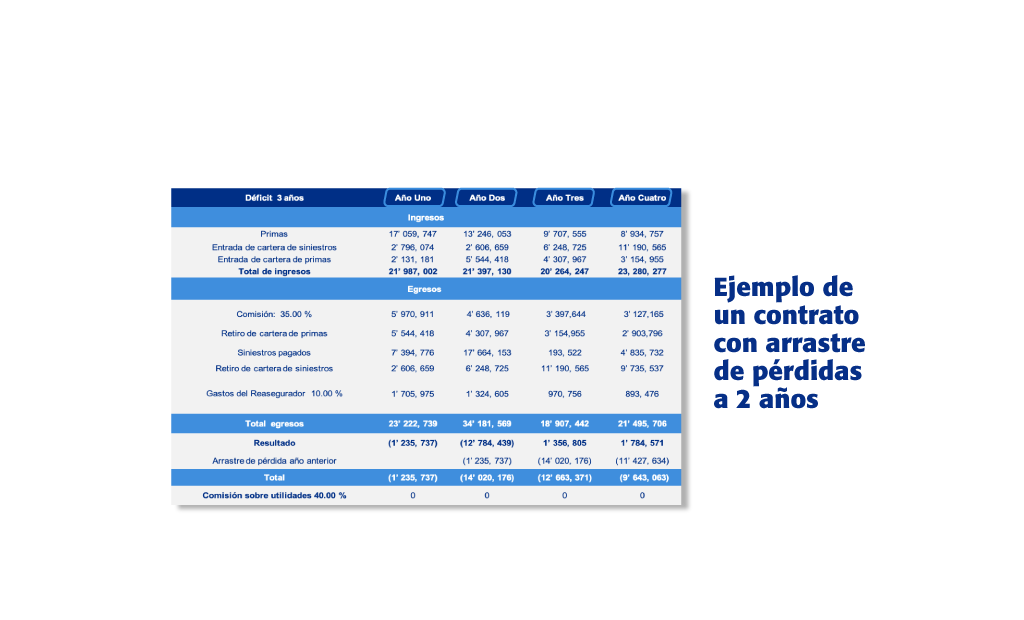 Déficit 3 años Año Uno Año Dos Año Tres Año Cuatro
Ingresos
Primas 17' 059, 747 13' 246, 053 9' 707, 555 8' 934, 757
Entrada de cartera de siniestros 2' 796, 074 2' 606, 659 6' 248, 725 11' 190, 565
Entrada de cartera de primas 2' 131, 181 5' 544, 418 4' 307, 967 3' 154, 955
Total de ingresos 21' 987, 002 21' 397, 130 20' 264, 247 23, 280, 277
Egresos
Comisión: 35.00 % 5' 970, 911 4' 636, 119 3' 397,644 3' 127,165
Retiro de cartera de primas 5' 544, 418 4' 307, 967 3' 154,955 2' 903,796
Siniestros pagados 7' 394, 776 17' 664, 153 193, 522 4' 835, 732
Retiro de cartera de siniestros 2' 606, 659 6' 248, 725 11' 190, 565 9' 735, 537
Gastos del Reasegurador 10.00 % 1' 705, 975 1' 324, 605 970, 756 893, 476
Total egresos 23' 222, 739 34' 181, 569 18' 907, 442 21' 495, 706
Resultado (1' 235, 737) (12' 784, 439) 1' 356, 805 1' 784, 571
Arrastre de pérdida año anterior (1' 235, 737) (14' 020, 176) (11' 427, 634)
Total (1' 235, 737) (14' 020, 176) (12' 663, 371) (9' 643, 063)
Comisión sobre utilidades 40.00 % 0 0 0 0
Ejemplo de
un contrato
con arrastre
de pérdidas
a 2 años